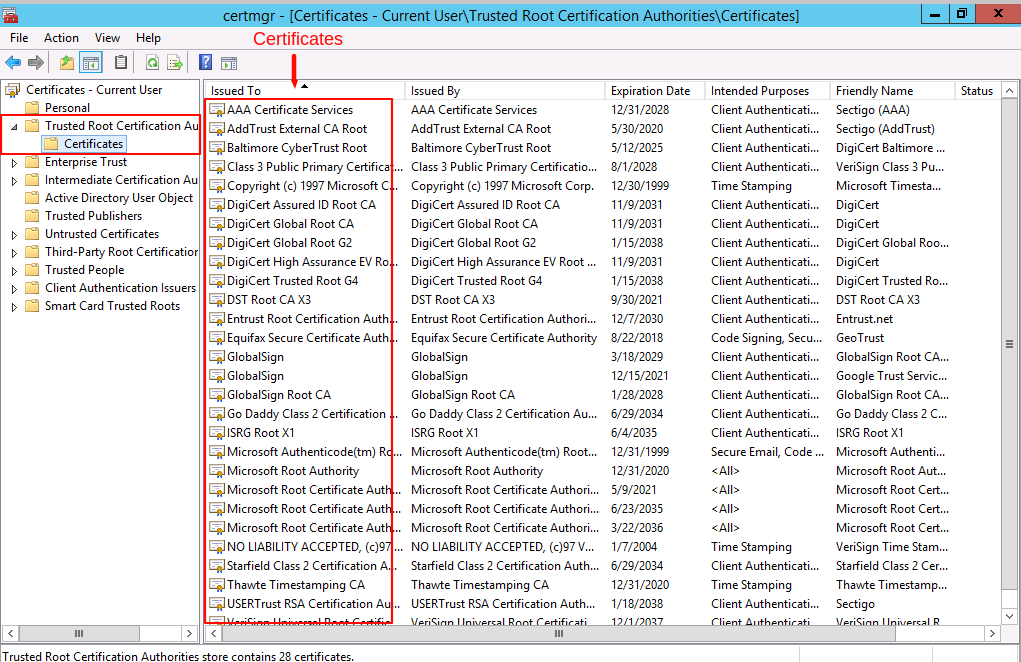 certmgr - [Certificates - Current User\Trusted Root Certification Authorities\Certificates]
File Action View Help
Certificates
Certificates - Current User
Personal
Trusted Root Certification Au
Certificates
Enterprise Trust
Intermediate Certification Au
Active Directory User Object
Trusted Publishers
Untrusted Certificates
Third-Party Root Certification
Trusted People
Client Authentication Issuers
Smart Card Trusted Roots
Issued To Issued By Expiration Date Intended Purposes Friendly Name Status
AAA Certificate Services AAA Certificate Services 12/31/2028 Client Authenticati... Sectigo (AAA)
AddTrust External CA Root AddTrust External CA Root 5/30/2020 Client Authenticati... Sectigo (AddTrust)
Baltimore CyberTrust Root Baltimore CyberTrust Root 5/12/2025 Client Authenticati... DigiCert Baltimore ...
Class 3 Public Primary Certificat... Class 3 Public Primary Certificatio... 8/1/2028 Client Authenticati... VeriSign Class 3 Pu...
Copyright (c) 1997 Microsoft C... Copyright (c) 1997 Microsoft Corp. 12/30/1999 Time Stamping Microsoft Timesta...
DigiCert Assured ID Root CA DigiCert Assured ID Root CA 11/9/2031 Client Authenticati... DigiCert
DigiCert Global Root CA DigiCert Global Root CA 11/9/2031 Client Authenticati... DigiCert
DigiCert Global Root G2 DigiCert Global Root G2 1/15/2038 Client Authenticati... DigiCert Global Roo...
DigiCert High Assurance EV Ro... DigiCert High Assurance EV Root ... 11/9/2031 Client Authenticati... DigiCert
DigiCert Trusted Root G4 DigiCert Trusted Root G4 1/15/2038 Client Authenticati... DigiCert Trusted Ro...
DST Root CA X3 DST Root CA X3 9/30/2021 Client Authenticati... DST Root CA X3
Entrust Root Certification Auth... Entrust Root Certification Authori... 12/7/2030 Client Authenticati... Entrust.net
Equifax Secure Certificate Auth... Equifax Secure Certificate Authority 8/22/2018 Code Signing, Secu... GeoTrust
GlobalSign GlobalSign 3/18/2029 Client Authenticati... GlobalSign Root CA...
GlobalSign GlobalSign 12/15/2021 Client Authenticati... Google Trust Servic...
GlobalSign Root CA GlobalSign Root CA 1/28/2028 Client Authenticati... GlobalSign Root CA...
Go Daddy Class 2 Certification ... Go Daddy Class 2 Certification Au... 6/29/2034 Client Authenticati... Go Daddy Class 2 C...
ISRG Root X1 ISRG Root X1 6/4/2035 Client Authenticati... ISRG Root X1
Microsoft Authenticode(tm) Ro... Microsoft Authenticode(tm) Root... 12/31/1999 Secure Email, Code ... Microsoft Authenti...
Microsoft Root Authority Microsoft Root Authority 12/31/2020 <All> Microsoft Root Aut...
Microsoft Root Certificate Auth... Microsoft Root Certificate Authori... 5/9/2021 <All> Microsoft Root Cert...
Microsoft Root Certificate Auth... Microsoft Root Certificate Authori... 6/23/2035 <All> Microsoft Root Cert...
Microsoft Root Certificate Auth... Microsoft Root Certificate Authori... 3/22/2036 <All> Microsoft Root Cert...
NO LIABILITY ACCEPTED, (c)97 ... NO LIABILITY ACCEPTED, (c)97 V... 1/7/2004 Time Stamping VeriSign Time Stam...
Starfield Class 2 Certification A... Starfield Class 2 Certification Auth... 6/29/2034 Client Authenticati... Starfield Class 2 Cer...
Thawte Timestamping CA Thawte Timestamping CA 12/31/2020 Time Stamping Thawte Timestamp...
USERTrust RSA Certification Au... USERTrust RSA Certification Auth... 1/18/2038 Client Authenticati... Sectigo
VeriSign Universal Root Certific... VeriSign Universal Root Certificati... 12/1/2037 Client Authenticati... VeriSign Universal R...
Trusted Root Certification Authorities store contains 28 certificates.